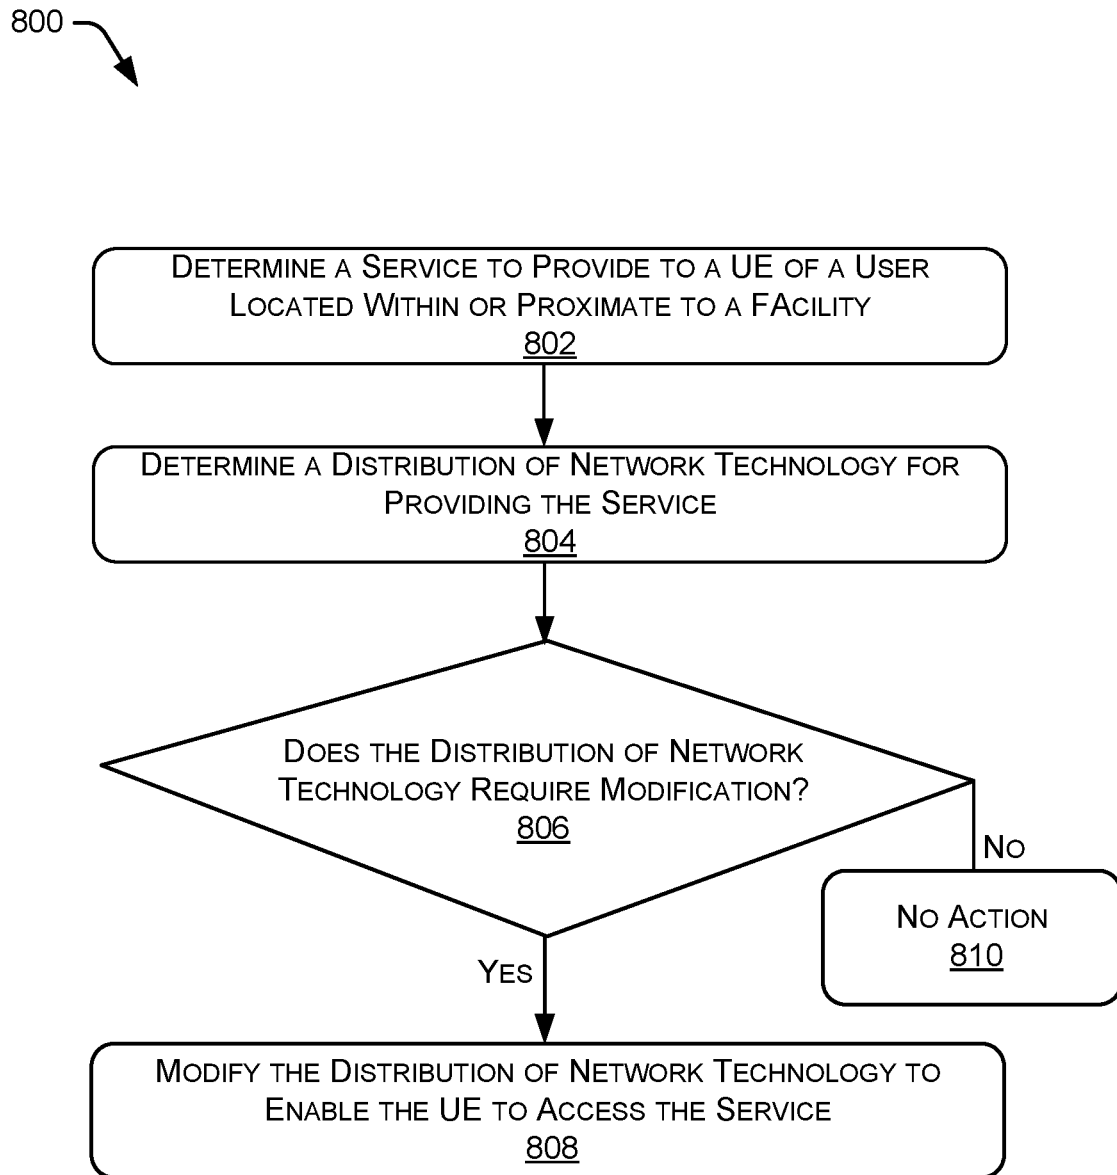 800
DETERMINE A SERVICE TO PROVIDE TO A UE OF A USER
LOCATED WITHIN OR PROXIMATE TO A FACILITY
802
DETERMINE A DISTRIBUTION OF NETWORK TECHNOLOGY FOR
PROVIDING THE SERVICE
804
DOES THE DISTRIBUTION OF NETWORK
TECHNOLOGY REQUIRE MODIFICATION?
806
NO
NO ACTION
810
YES
MODIFY THE DISTRIBUTION OF NETWORK TECHNOLOGY TO
ENABLE THE UE TO ACCESS THE SERVICE
808